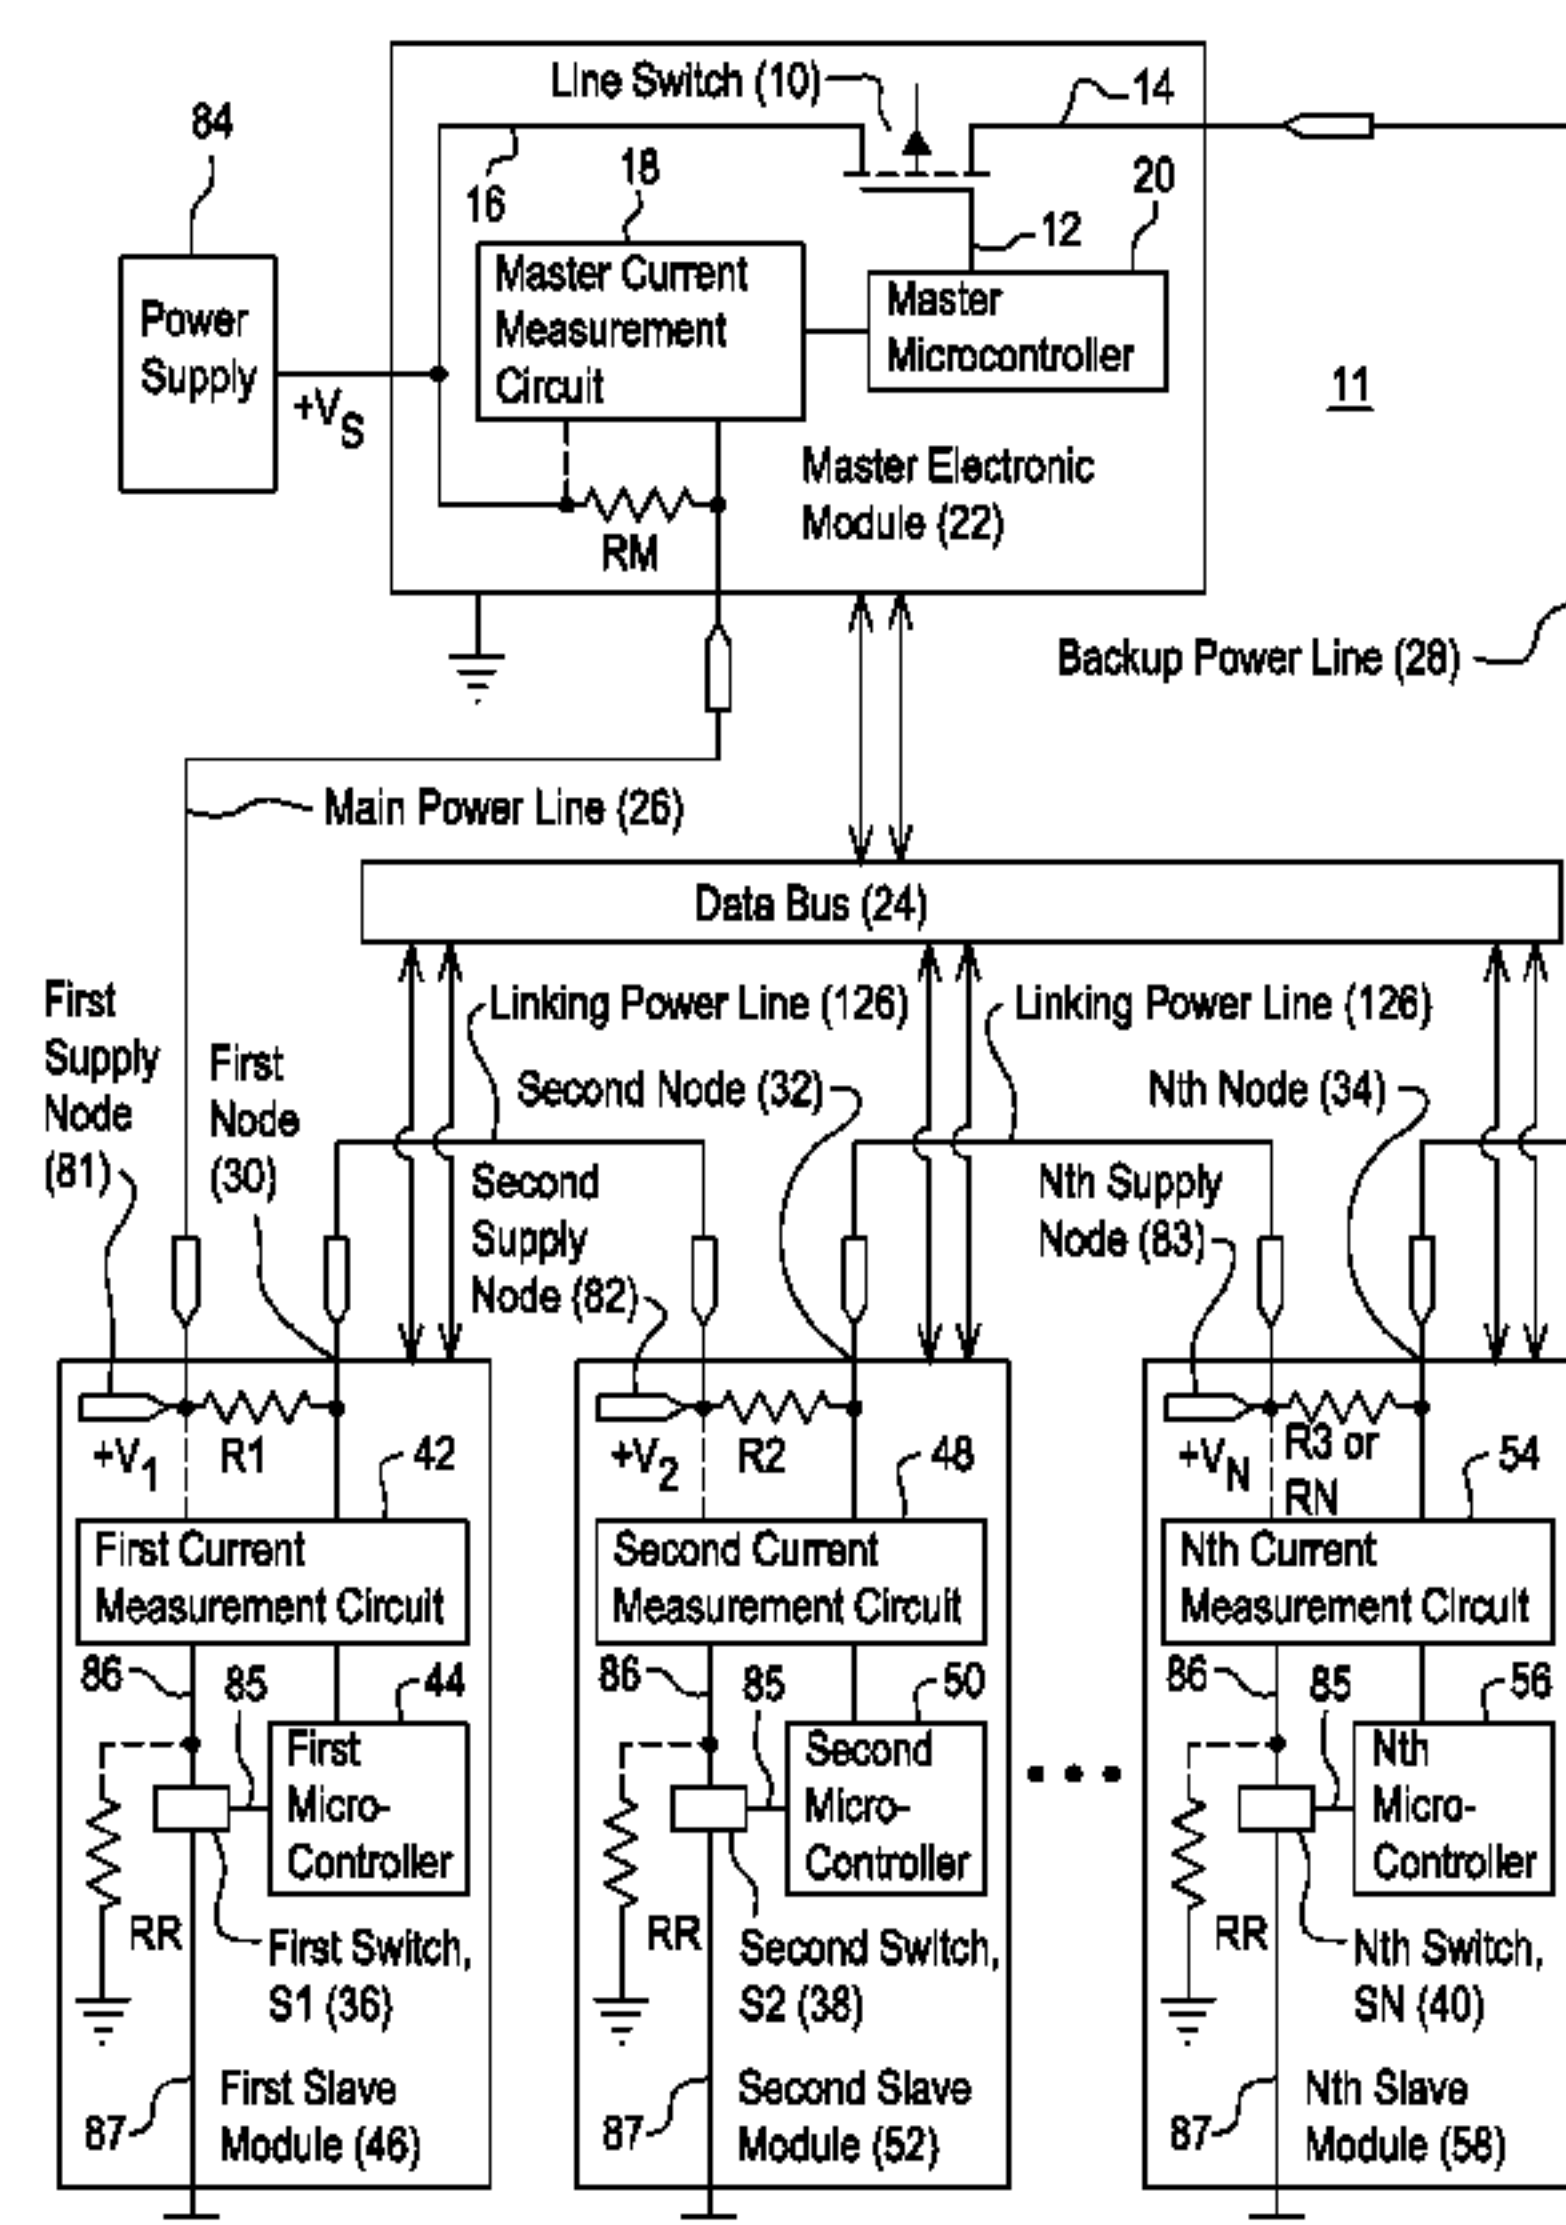 Line Switch (10)
14
84
16
18
20
12
Power
Supply
+VS
Master Current
Measurement
Circuit
Master
Microcontroller
11
Master Electronic
Module (22)
RM
Backup Power Line (28)
Main Power Line (26)
Data Bus (24)
First
Supply
Node
(81)
First
Node
(30)
Linking Power Line (126)
Linking Power Line (126)
Second Node (32)
Nth Node (34)
Second
Supply
Node (82)
Nth Supply
Node (83)
+V1
R1
42
+V2
R2
48
+VN
R3 or
RN
54
First Current
Measurement Circuit
Second Current
Measurement Circuit
Nth Current
Measurement Circuit
86
85
44
86
85
50
86
85
56
First
Micro-
Controller
Second
Micro-
Controller
Nth
Micro-
Controller
RR
First Switch,
S1 (36)
RR
Second Switch,
S2 (38)
RR
Nth Switch,
SN (40)
87
First Slave
Module (46)
87
Second Slave
Module (52)
87
Nth Slave
Module (58)